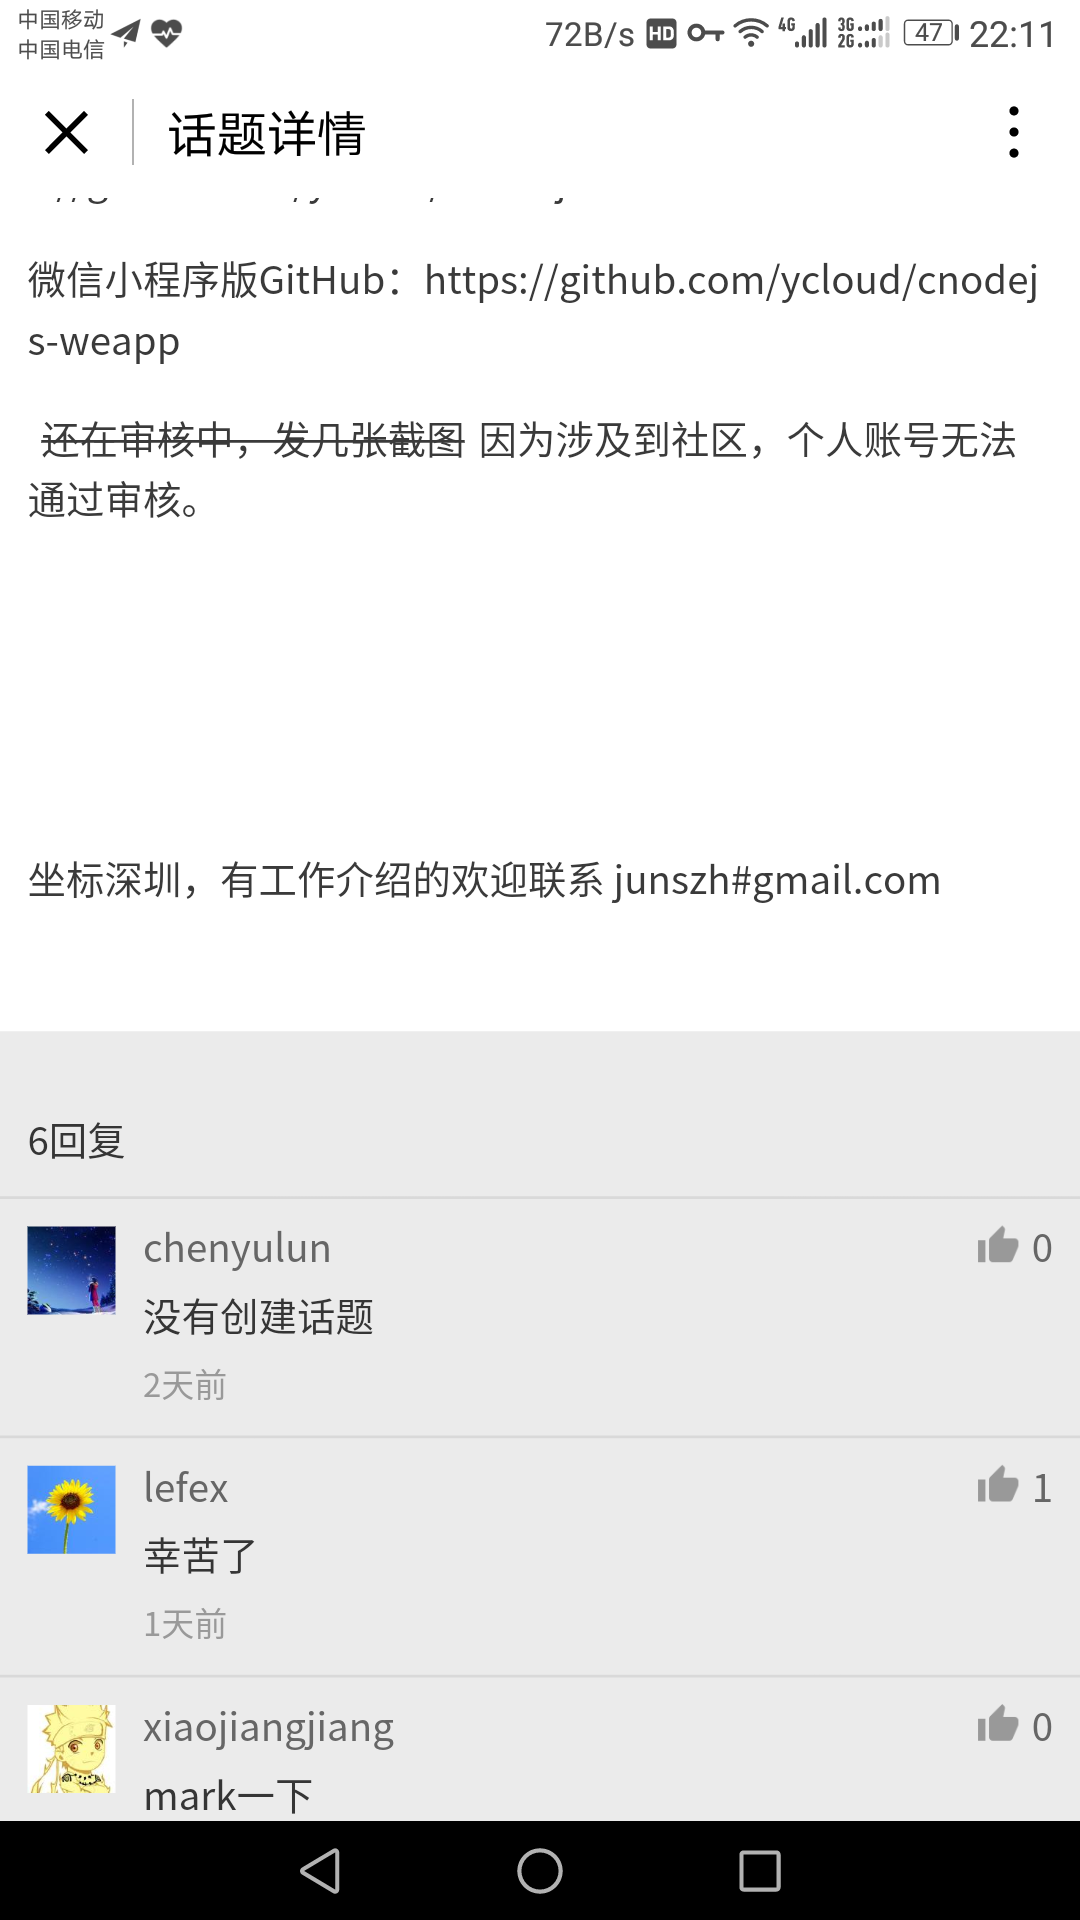 中国移动
中国电信
72B/s HD 4G 3G 2G 47 22:11
话题详情
微信小程序版GitHub：https://github.com/ycloud/cnodej
s-weapp
还在审核中，发几张截图 因为涉及到社区，个人账号无法
通过审核。
坐标深圳，有工作介绍的欢迎联系 junszh#gmail.com
6回复
chenyulun 0
没有创建话题
2天前
lefex 1
幸苦了
1天前
xiaojiangjiang 0
mark一下